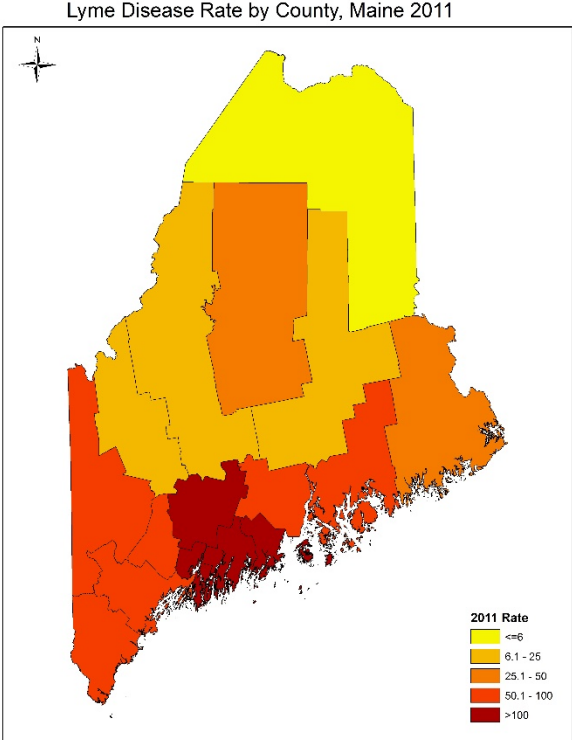 Lyme Disease Rate by County, Maine 2011
N
2011 Rate
<=6
6.1 - 25
25.1 - 50
50.1 - 100
>100